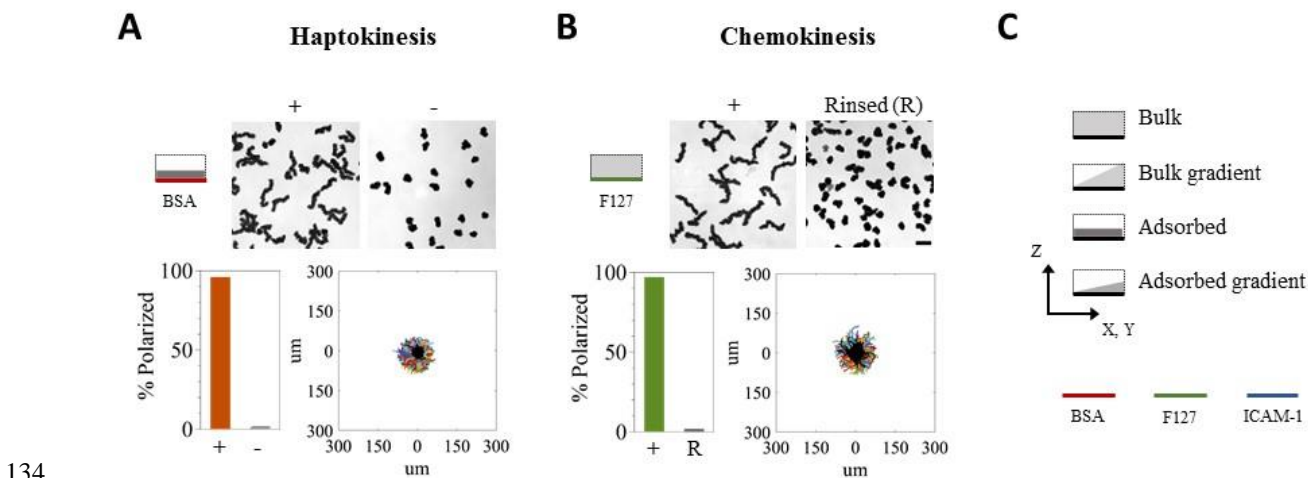 A Haptokinesis
+ -
BSA
100
50
0
% Polarized
+ -
300
150
0
150
300
um
300 150 0 150 300
um
B Chemokinesis
+ Rinsed (R)
F127
100
50
0
% Polarized
+ R
300
150
0
150
300
um
300 150 0 150 300
um
C
Bulk
Bulk gradient
Adsorbed
Adsorbed gradient
Z
X, Y
BSA F127 ICAM-1
134